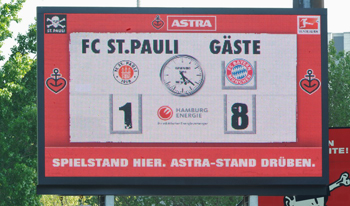 ST.PAULI
ASTRA
FC ST.PAULI GÄSTE
1 8
HAMBURG
ENERGIE
SPIELSTAND HIER. ASTRA-STAND DRÜBEN.